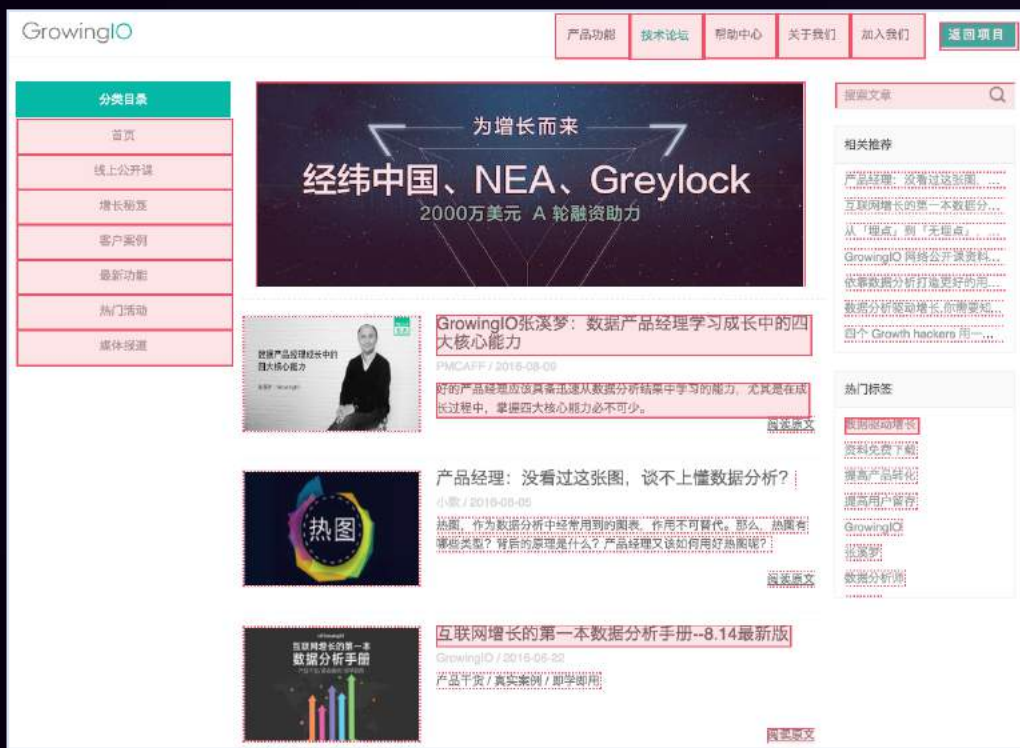 GrowingIO
产品功能
技术论坛
帮助中心
关于我们
加入我们
返回项目
分类目录
首页
线上公开课
增长秘笈
客户案例
最新功能
热门活动
媒体报道
为增长而来
经纬中国、NEA、Greylock
2000万美元 A 轮融资助力
数据产品经理成长中的
四大核心能力
GrowingIO张溪梦：数据产品经理学习成长中的四
大核心能力
PMCAFF / 2016-08-09
好的产品经理应该具备迅速从数据分析结果中学习的能力，尤其是在成
长过程中，掌握四大核心能力必不可少。
阅读原文
热图
产品经理：没看过这张图，谈不上懂数据分析？
热图，作为数据分析中经常用到的图表，作用不可替代。那么，热图有
哪些类型？背后的原理是什么？产品经理又该如何用好热图呢？
阅读原文
互联网增长的第一本
数据分析手册
互联网增长的第一本数据分析手册--8.14最新版
GrowingIO / 2016-06-22
产品干货 / 真实案例 / 即学即用
阅读原文
搜索文章
相关推荐
产品经理：没看过这张图，...
互联网增长的第一本数据分...
从「埋点」到「无埋点」，...
GrowingIO 网络公开课资料...
依靠数据分析打造更好的用...
数据分析驱动增长,你需要知...
四个 Growth hackers 用一...
热门标签
数据驱动增长
资料免费下载
提高产品转化
提高用户留存
GrowingIO
张溪梦
数据分析师